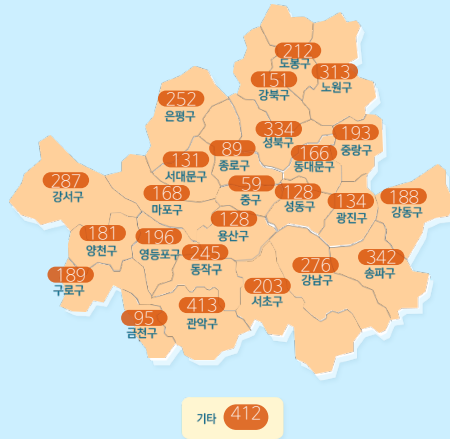 212
도봉구
313
노원구
151
강북구
252
은평구
334
성북구
193
중랑구
89
종로구
166
동대문구
131
서대문구
287
강서구
168
마포구
59
중구
128
성동구
134
광진구
188
강동구
128
용산구
181
양천구
196
영등포구
245
동작구
342
송파구
276
강남구
189
구로구
203
서초구
413
관악구
95
금천구
기타 412